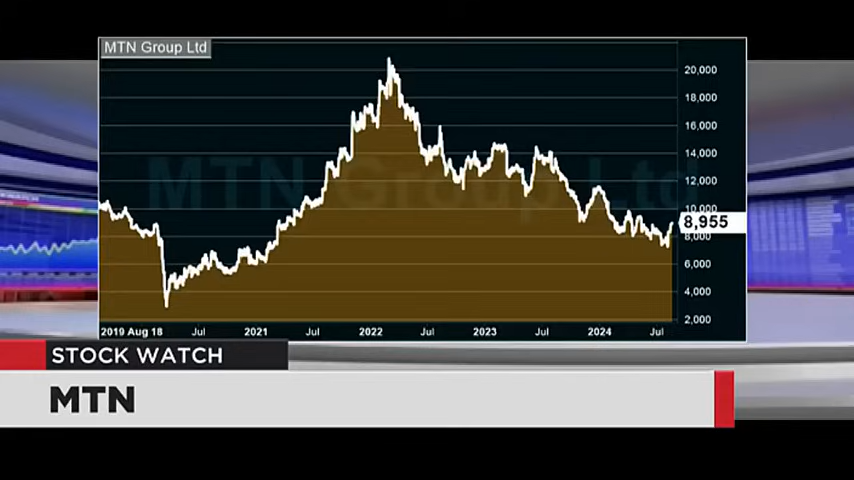 MTN Group Ltd
20,000
18,000
16,000
14,000
MTN Group Ltd
12,000
10,000
8,955
8,000
6,000
4,000
2,000
2019 Aug 18 Jul 2021 Jul 2022 Jul 2023 Jul 2024 Jul
STOCK WATCH
MTN